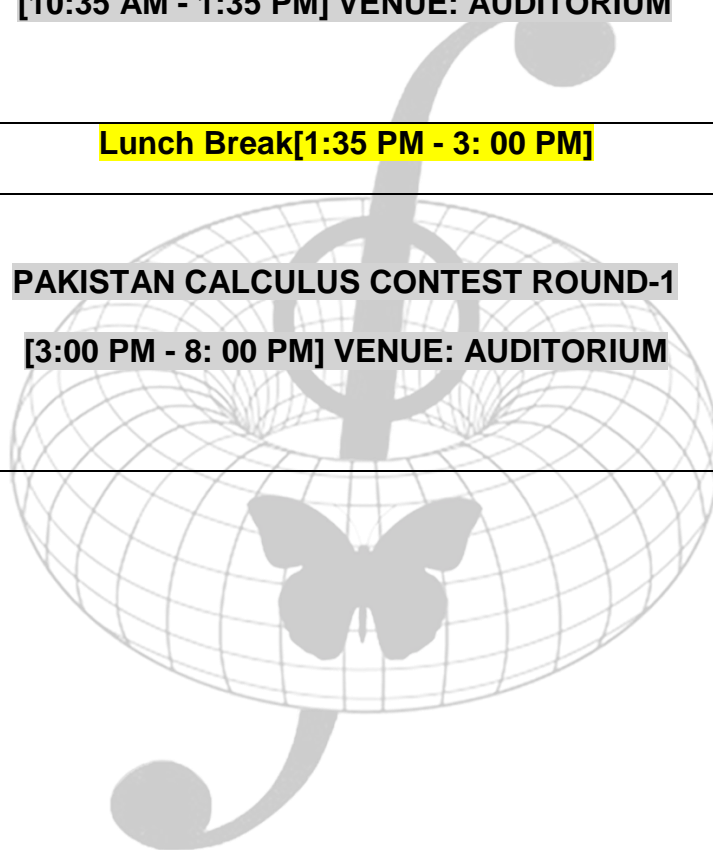 [10:35 AM - 1:35 PM] VENUE: AUDITORIUM
Lunch Break[1:35 PM - 3: 00 PM]
PAKISTAN CALCULUS CONTEST ROUND-1
[3:00 PM - 8: 00 PM] VENUE: AUDITORIUM